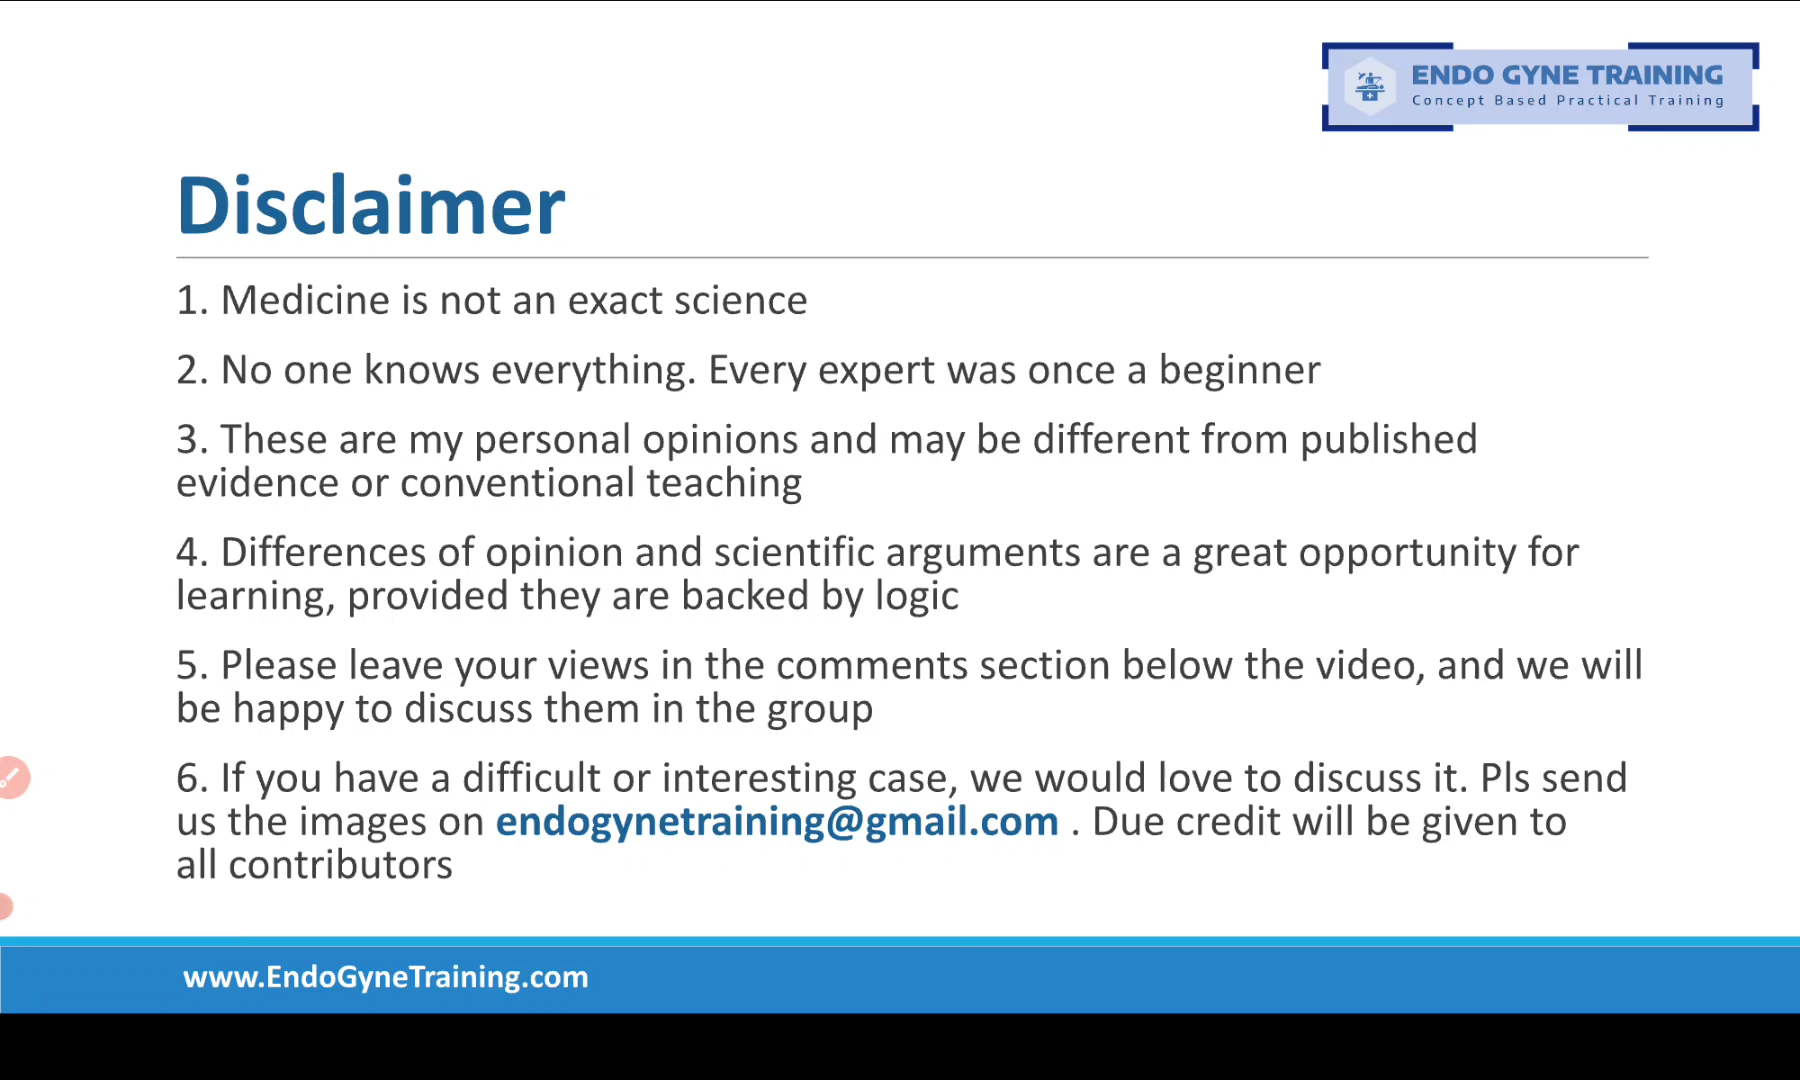 ENDO GYNE TRAINING
Concept Based Practical Training
Disclaimer
1. Medicine is not an exact science
2. No one knows everything. Every expert was once a beginner
3. These are my personal opinions and may be different from published
evidence or conventional teaching
4. Differences of opinion and scientific arguments are a great opportunity for
learning, provided they are backed by logic
5. Please leave your views in the comments section below the video, and we will
be happy to discuss them in the group
6. If you have a difficult or interesting case, we would love to discuss it. Pls send
us the images on endogynetraining@gmail.com . Due credit will be given to
all contributors
www.EndoGyneTraining.com